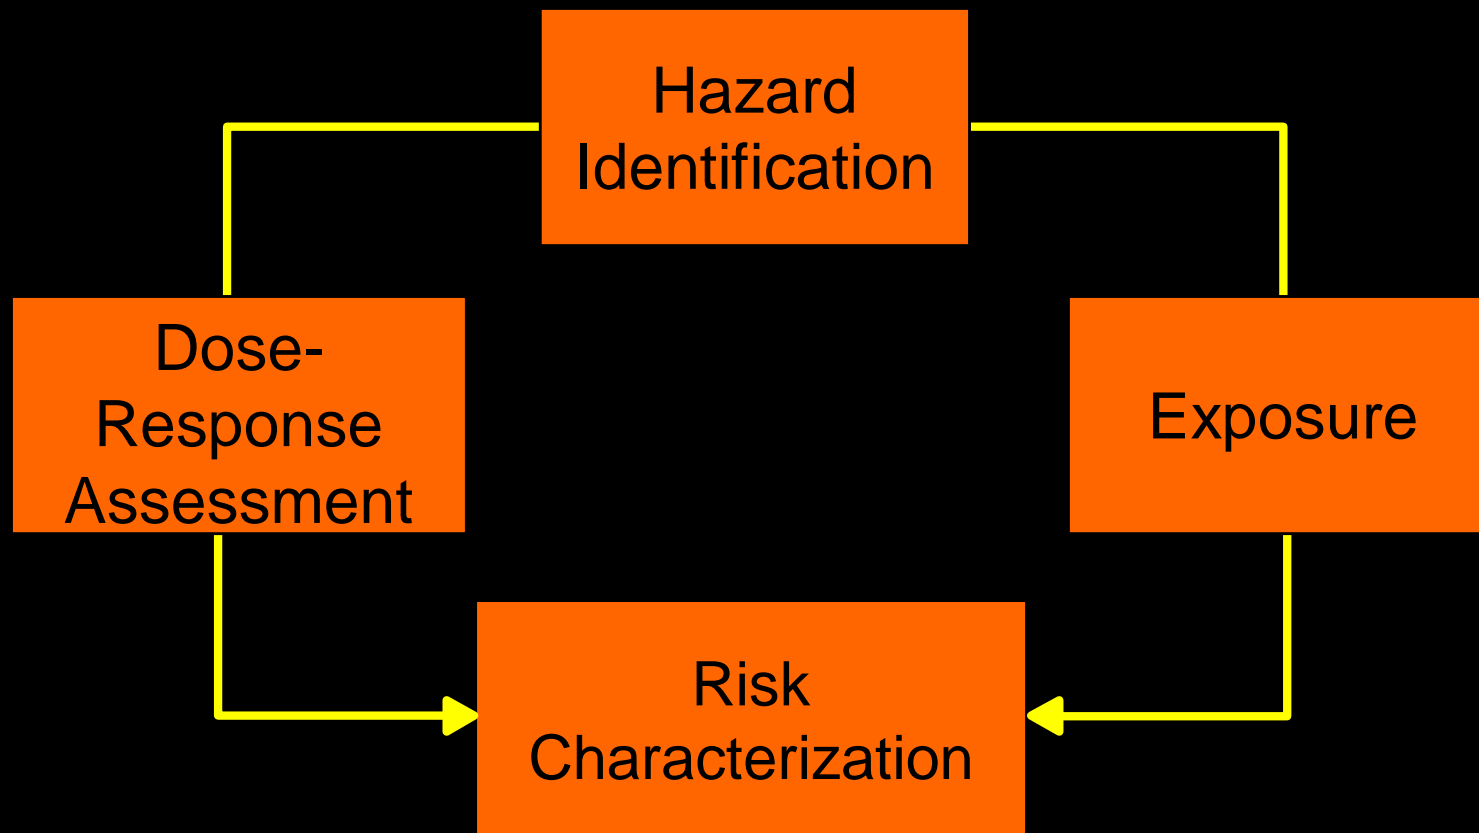 Hazard
Identification
Dose-
Response
Assessment
Exposure
Risk
Characterization